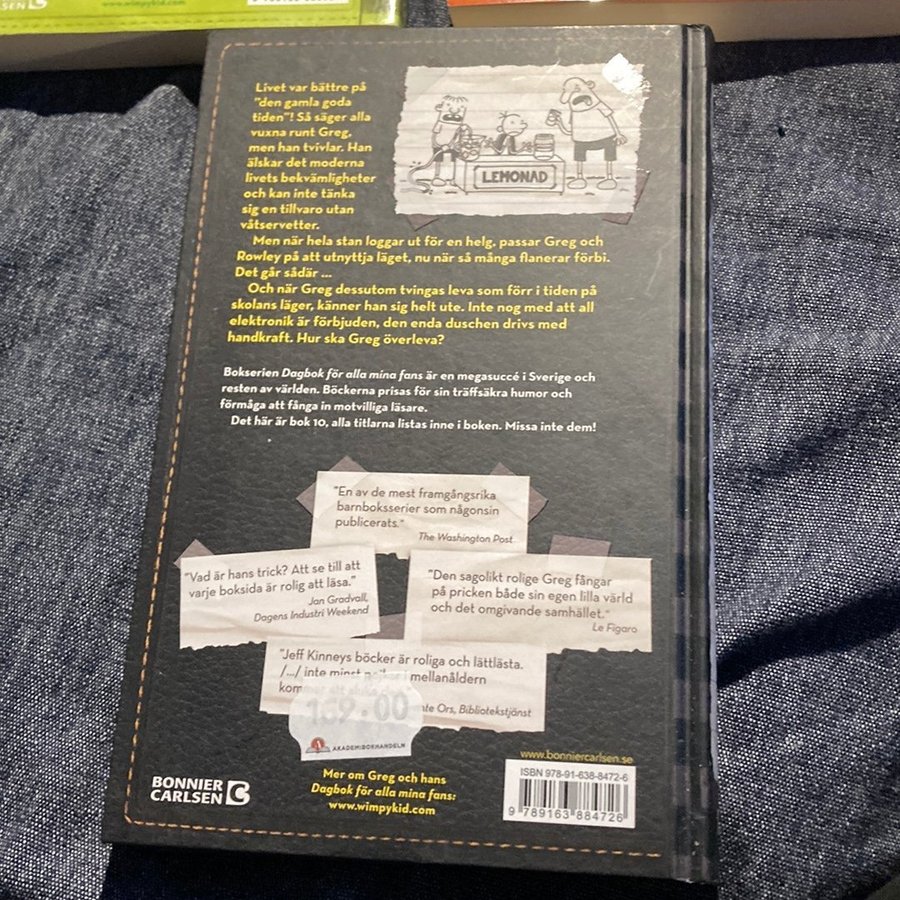 SEN
www.wimpykid.com
Livet var bättre på
"den gamla goda
tiden"! Så säger alla
vuxna runt Greg,
men han tvivlar. Han
älskar det moderna
livets bekvämligheter
och kan inte tänka
sig en tillvaro utan
våtservetter.
LEMONAD
Men när hela stan loggar ut för en helg, passar Greg och
Rowley på att utnyttja läget, nu när så många flanerar förbi.
Det går sådär ...
Och när Greg dessutom tvingas leva som förr i tiden på
skolans läger, känner han sig helt ute. Inte nog med att all
elektronik är förbjuden, den enda duschen drivs med
handkraft. Hur ska Greg överleva?
Bokserien Dagbok för alla mina fans är en megasuccé i Sverige och
resten av världen. Böckerna prisas för sin träffsäkra humor och
förmåga att fånga in motvilliga läsare.
Det här är bok 10, alla titlarna listas inne i boken. Missa inte dem!
"En av de mest framgångsrika
barnboksserier som någonsin
publicerats."
The Washington Post
"Vad är hans trick? Att se till att
varje boksida är rolig att läsa."
Jan Gradvall,
Dagens Industri Weekend
"Den sagolikt rolige Greg fångar
på pricken både sin egen lilla värld
och det omgivande samhället."
Le Figaro
"Jeff Kinneys böcker är roliga och lättlästa.
/.../ inte minst i mellanåldern
Ors, Bibliotekstjänst
169:00
AKADEMIBOKHANDELN
BONNIER
CARLSEN
Mer om Greg och hans
Dagbok för alla mina fans:
www.wimpykid.com
www.bonniercarlsen.se
ISBN 978-91-638-8472-6
9 789163 884726